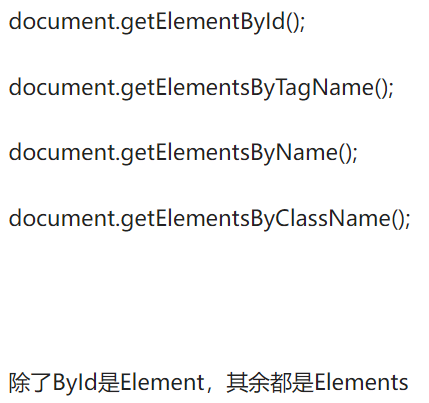 document.getElementById();
document.getElementsByTagName();
document.getElementsByName();
document.getElementsByClassName();
除了ById是Element，其余都是Elements